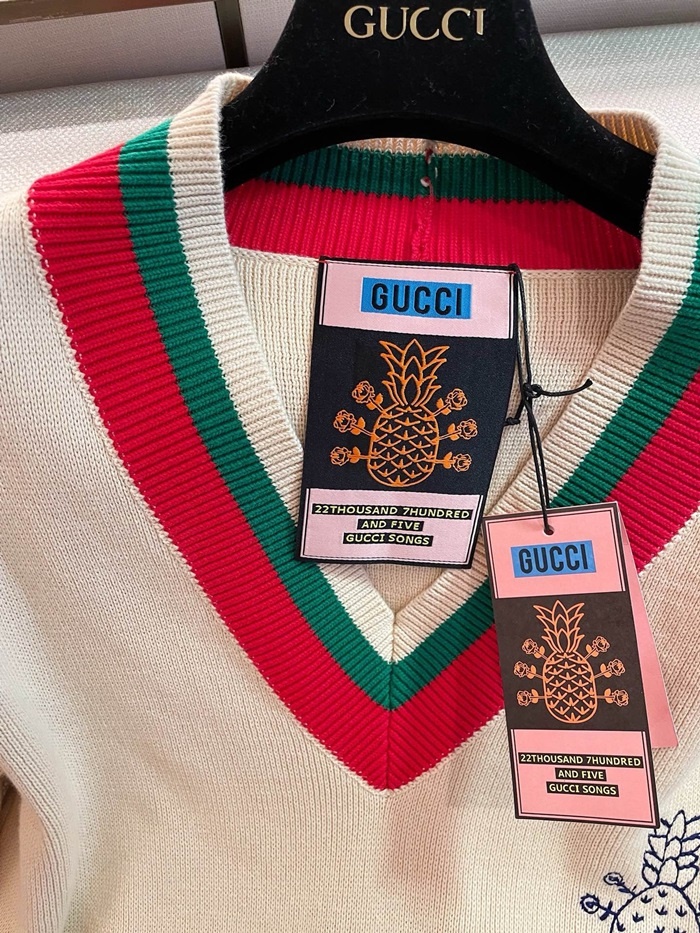 GUCCI
GUCCI
22THOUSAND 7HUNDRED
AND FIVE
GUCCI SONGS
GUCCI
22THOUSAND 7HUNDRED
AND FIVE
GUCCI SONGS